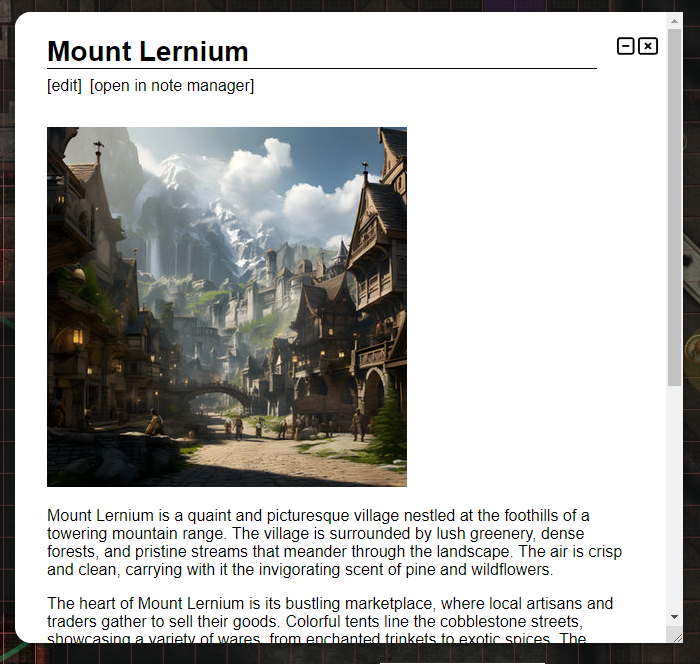 Mount Lernium
[edit] [open in note manager]
Mount Lernium is a quaint and picturesque village nestled at the foothills of a
towering mountain range. The village is surrounded by lush greenery, dense
forests, and pristine streams that meander through the landscape. The air is crisp
and clean, carrying with it the invigorating scent of pine and wildflowers.
The heart of Mount Lernium is its bustling marketplace, where local artisans and
traders gather to sell their goods. Colorful tents line the cobblestone streets,
showcasing a variety of wares, from enchanted trinkets to exotic spices. The